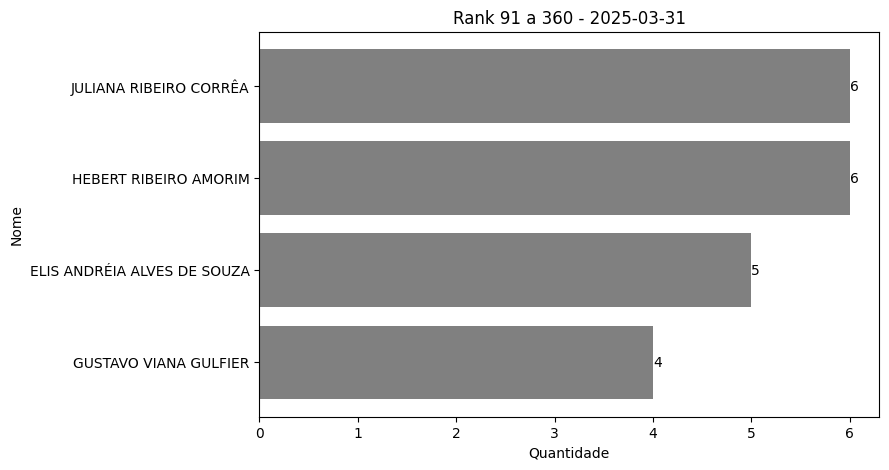 Rank 91 a 360 - 2025-03-31
Nome
JULIANA RIBEIRO CORRÊA
6
HEBERT RIBEIRO AMORIM
6
ELIS ANDRÉIA ALVES DE SOUZA
5
GUSTAVO VIANA GULFIER
4
0 1 2 3 4 5 6
Quantidade